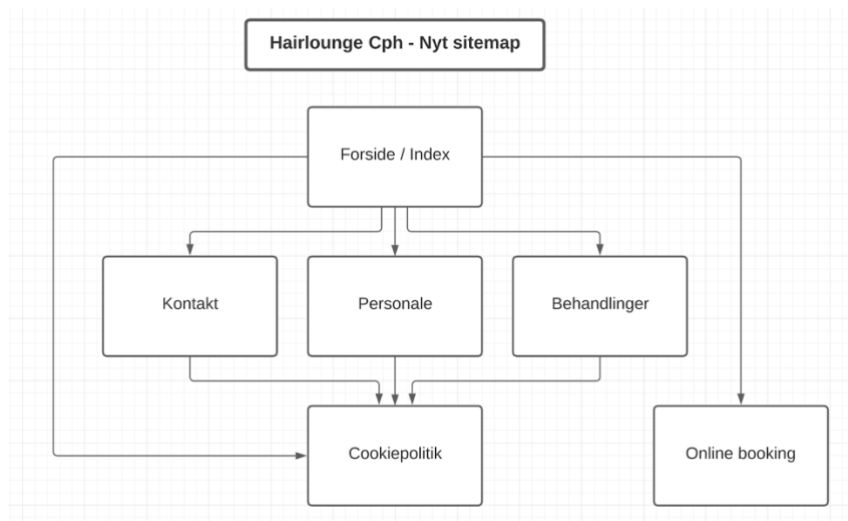 Hairlounge Cph - Nyt sitemap
Forside / Index
Kontakt
Personale
Behandlinger
Cookiepolitik
Online booking